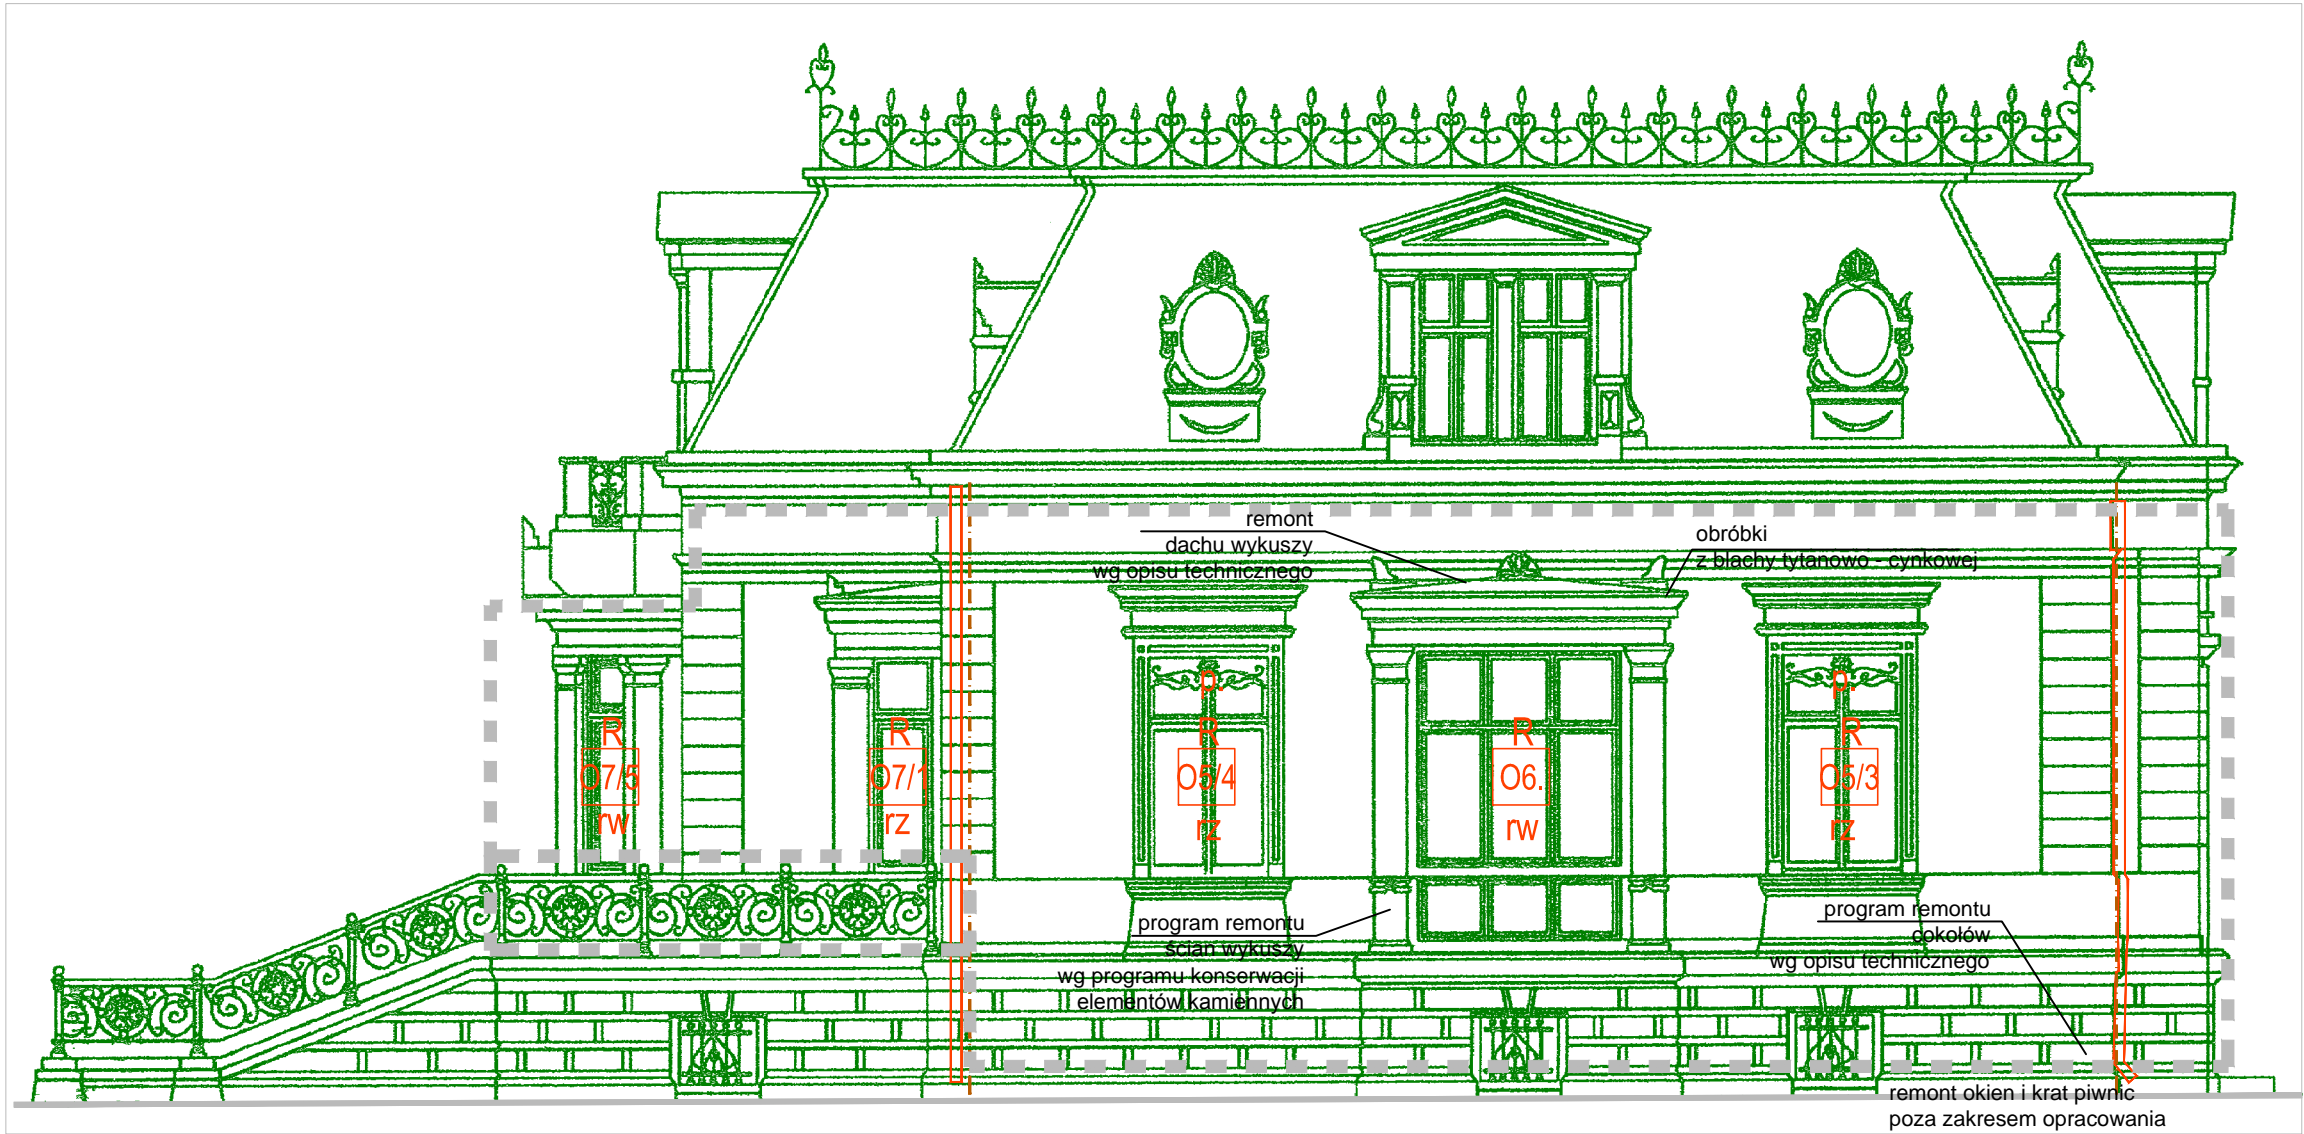 remont
dachu wykuszy
wg opisu technicznego
obróbki
z blachy tytanowo - cynkowej
R
O7/5
rw
R
O7/1
rz
p.
R
O5/4
rz
R
O6.
rw
p.
R
O5/3
rz
program remontu
ścian wykuszy
wg programu konserwacji
elementów kamiennych
program remontu
cokołów
wg opisu technicznego
remont okien i krat piwnic
poza zakresem opracowania